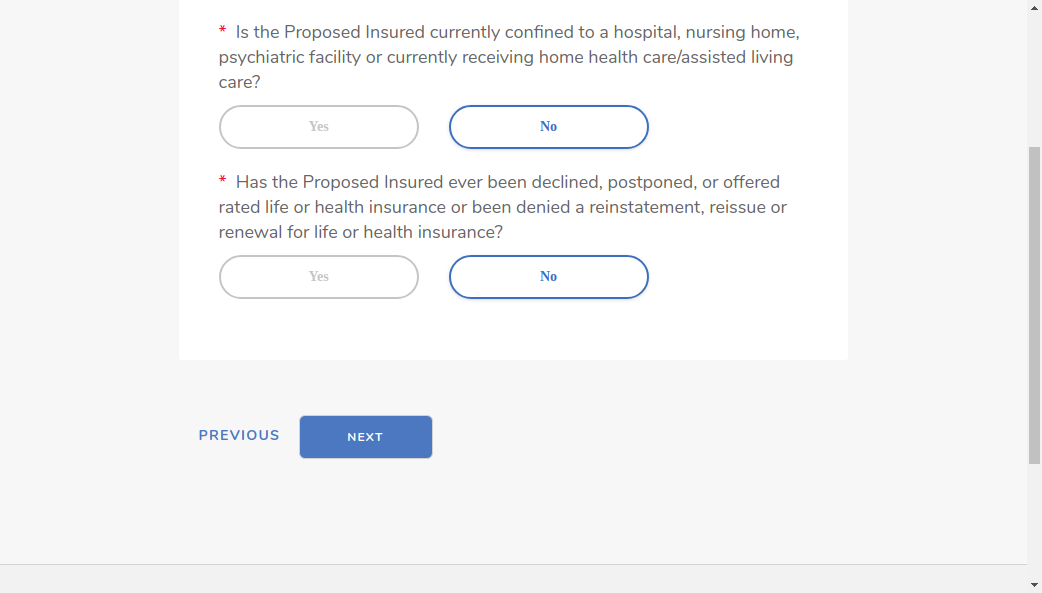 * Is the Proposed Insured currently confined to a hospital, nursing home,
psychiatric facility or currently receiving home health care/assisted living
care?
Yes No
* Has the Proposed Insured ever been declined, postponed, or offered
rated life or health insurance or been denied a reinstatement, reissue or
renewal for life or health insurance?
Yes No
PREVIOUS NEXT